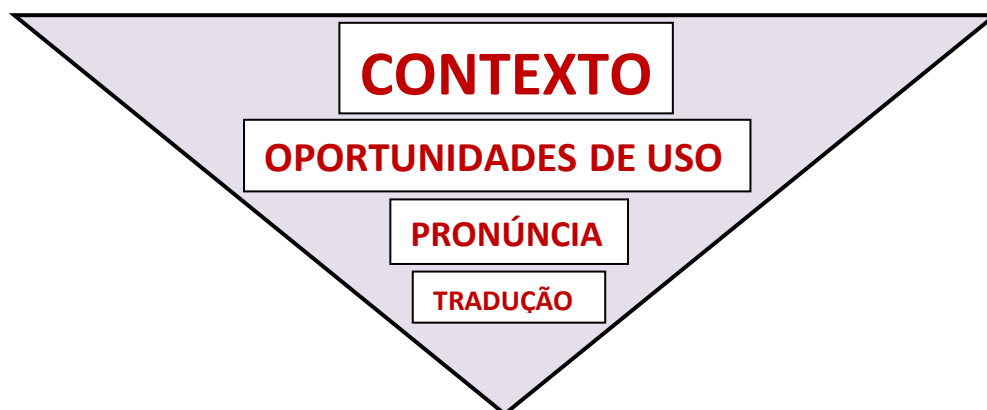 CONTEXTO
OPORTUNIDADES DE USO
PRONÚNCIA
TRADUÇÃO